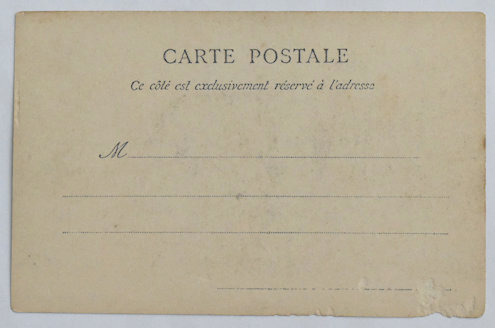 CARTE POSTALE
Ce côté est exclusivement réservé à l'adresse
M